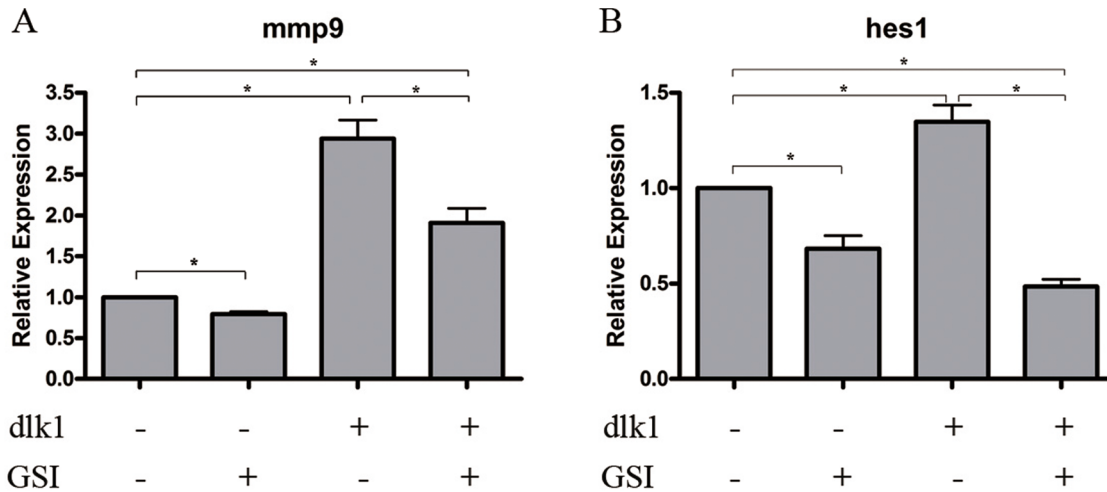 A
mmp9
* 
* *
*
3.5
3.0
2.5
2.0
1.5
1.0
0.5
0.0
Relative Expression
dlk1 - - + +
GSI - + - +
B
hes1
*
* *
*
1.5
1.0
0.5
0.0
Relative Expression
dlk1 - - + +
GSI - + - +